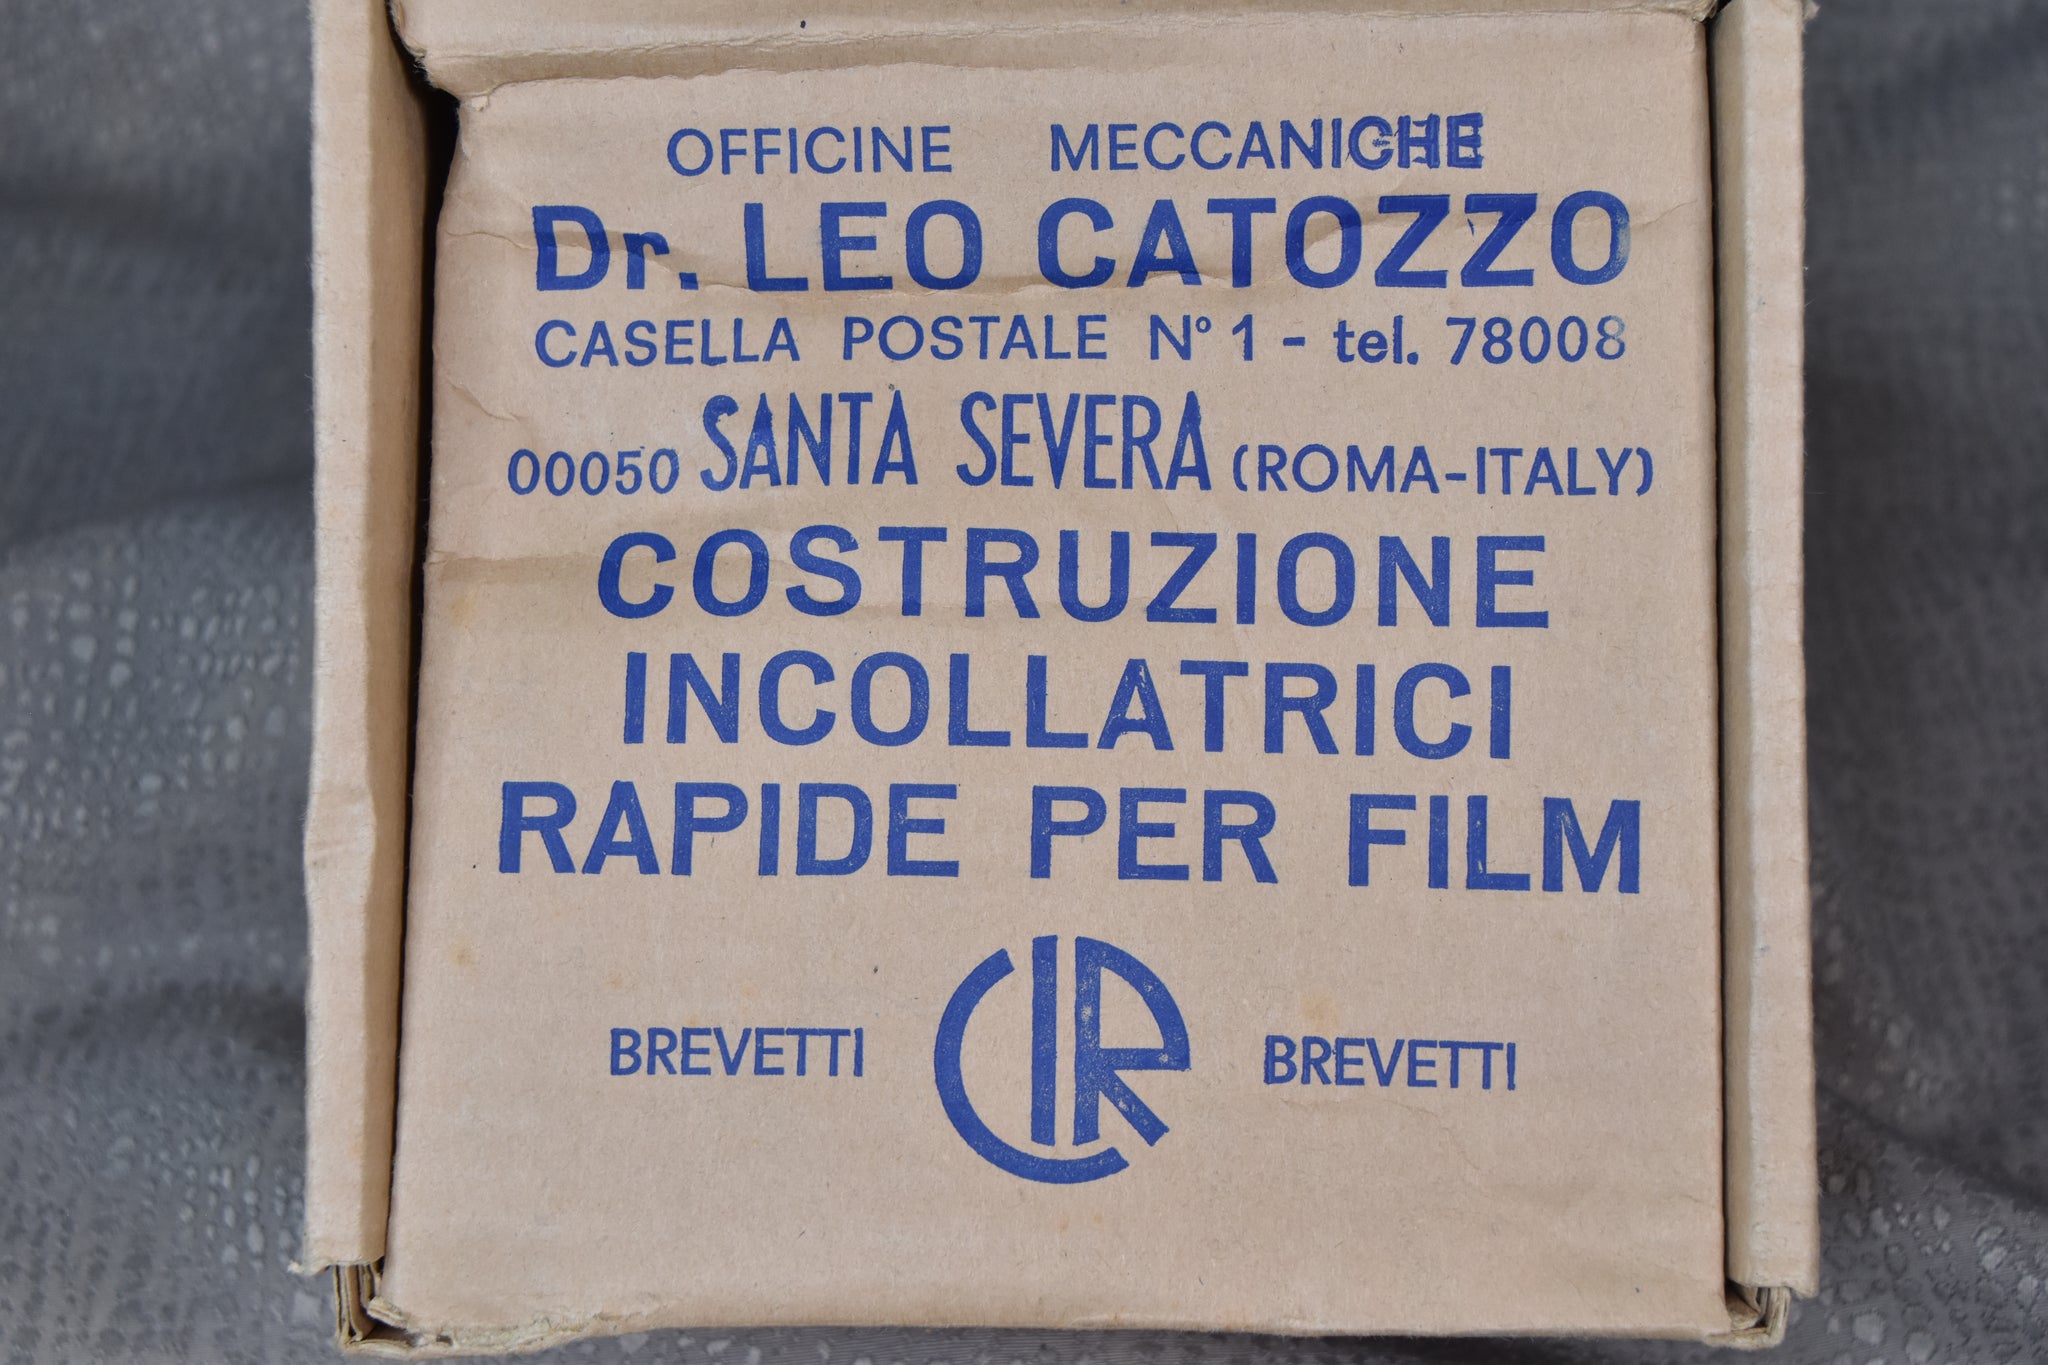 OFFICINE MECCANICHE
Dr. LEO CATOZZO
CASELLA POSTALE N° 1 - tel. 78008
00050 SANTA SEVERA (ROMA-ITALY)
COSTRUZIONE
INCOLLATRICI
RAPIDE PER FILM
BREVETTI CIR BREVETTI